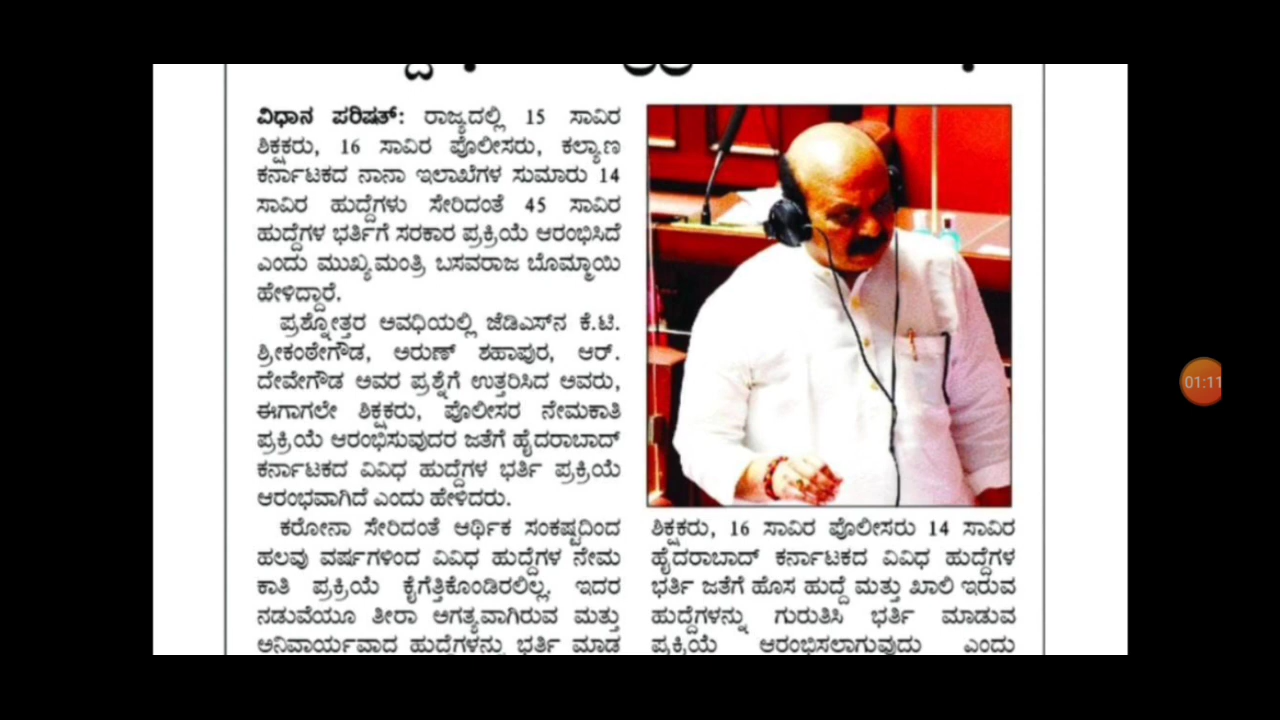 ವಿಧಾನ ಪರಿಷತ್: ರಾಜ್ಯದಲ್ಲಿ 15 ಸಾವಿರ
ಶಿಕ್ಷಕರು, 16 ಸಾವಿರ ಪೊಲೀಸರು, ಕಲ್ಯಾಣ
ಕರ್ನಾಟಕದ ನಾನಾ ಇಲಾಖೆಗಳ ಸುಮಾರು 14
ಸಾವಿರ ಹುದ್ದೆಗಳು ಸೇರಿದಂತೆ 45 ಸಾವಿರ
ಹುದ್ದೆಗಳ ಭರ್ತಿಗೆ ಸರಕಾರ ಪ್ರಕ್ರಿಯೆ ಆರಂಭಿಸಿದೆ
ಎಂದು ಮುಖ್ಯಮಂತ್ರಿ ಬಸವರಾಜ ಬೊಮ್ಮಾಯಿ
ಹೇಳಿದ್ದಾರೆ.
ಪ್ರಶ್ನೋತ್ತರ ಅವಧಿಯಲ್ಲಿ ಜೆಡಿಎಸ್‌ನ ಕೆ.ಟಿ.
ಶ್ರೀಕಂಠೇಗೌಡ, ಅರುಣ್ ಶಹಾಪುರ, ಆರ್.
ದೇವೇಗೌಡ ಅವರ ಪ್ರಶ್ನೆಗೆ ಉತ್ತರಿಸಿದ ಅವರು,
ಈಗಾಗಲೇ ಶಿಕ್ಷಕರು, ಪೊಲೀಸರ ನೇಮಕಾತಿ
ಪ್ರಕ್ರಿಯೆ ಆರಂಭಿಸುವುದರ ಜತೆಗೆ ಹೈದರಾಬಾದ್
ಕರ್ನಾಟಕದ ವಿವಿಧ ಹುದ್ದೆಗಳ ಭರ್ತಿ ಪ್ರಕ್ರಿಯೆ
ಆರಂಭವಾಗಿದೆ ಎಂದು ಹೇಳಿದರು.
ಕರೋನಾ ಸೇರಿದಂತೆ ಆರ್ಥಿಕ ಸಂಕಷ್ಟದಿಂದ
ಹಲವು ವರ್ಷಗಳಿಂದ ವಿವಿಧ ಹುದ್ದೆಗಳ ನೇಮ
ಕಾತಿ ಪ್ರಕ್ರಿಯೆ ಕೈಗೆತ್ತಿಕೊಂಡಿರಲಿಲ್ಲ. ಇದರ
ನಡುವೆಯೂ ತೀರಾ ಅಗತ್ಯವಾಗಿರುವ ಮತ್ತು
ಅನಿವಾರ್ಯವಾದ ಹುದ್ದೆಗಳನ್ನು ಭರ್ತಿ ಮಾಡ
ಶಿಕ್ಷಕರು, 16 ಸಾವಿರ ಪೊಲೀಸರು 14 ಸಾವಿರ
ಹೈದರಾಬಾದ್ ಕರ್ನಾಟಕದ ವಿವಿಧ ಹುದ್ದೆಗಳ
ಭರ್ತಿ ಜತೆಗೆ ಹೊಸ ಹುದ್ದೆ ಮತ್ತು ಖಾಲಿ ಇರುವ
ಹುದ್ದೆಗಳನ್ನು ಗುರುತಿಸಿ ಭರ್ತಿ ಮಾಡುವ
ಪ್ರಕ್ರಿಯೆ ಆರಂಭಿಸಲಾಗುವುದು ಎಂದು
01:11